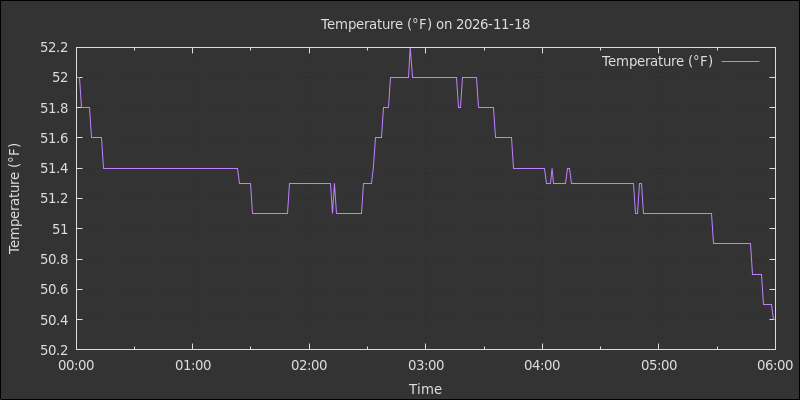 Temperature (°F) on 2026-11-18
Temperature (°F)
52.2
52
51.8
51.6
51.4
51.2
51
50.8
50.6
50.4
50.2
Temperature (°F)
00:00 01:00 02:00 03:00 04:00 05:00 06:00
Time